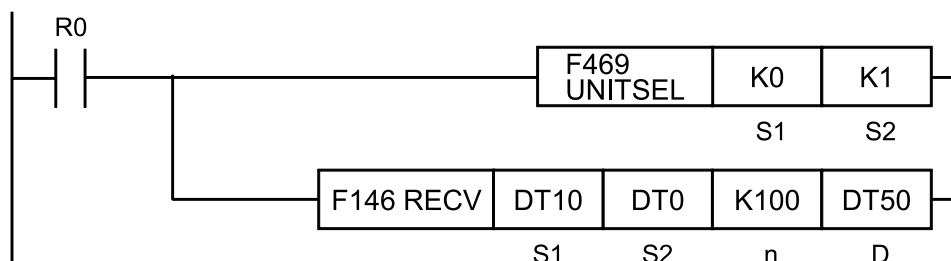 R0
F469
UNITSEL
K0
K1
S1
S2
F146 RECV
DT10
DT0
K100
DT50
S1
S2
n
D